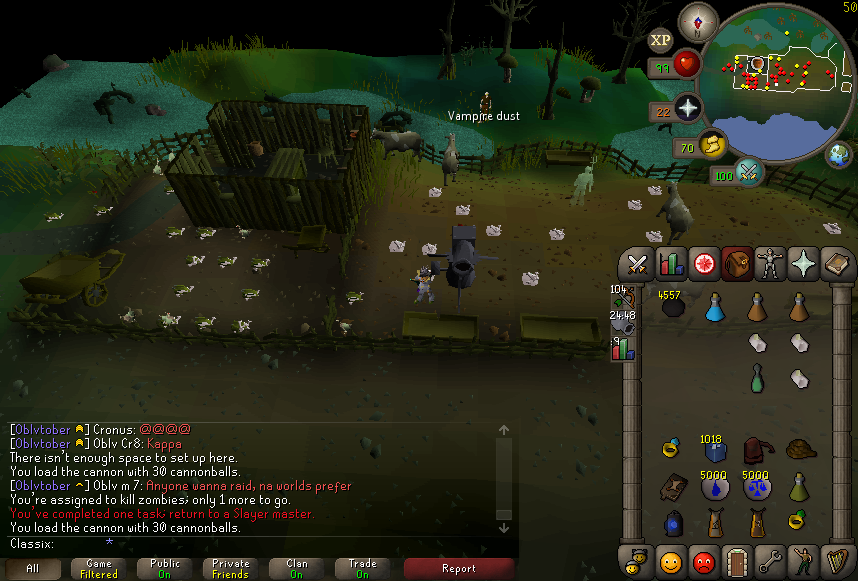 50
XP
N
99
22
70
100
Vampire dust
104
24:48
9
4557
1018
5000
5000
[Oblvtober] Cronus: @@@@
[Oblvtober] Oblv Cr8: Kappa
There isn't enough space to set up here.
You load the cannon with 30 cannonballs.
[Oblvtober] Oblv m 7: Anyone wanna raid, na worlds prefer
You're assigned to kill zombies; only 1 more to go.
You've completed one task; return to a Slayer master.
You load the cannon with 30 cannonballs.
Classix: *
All
Game
Filtered
Public
On
Private
Friends
Clan
On
Trade
On
Report